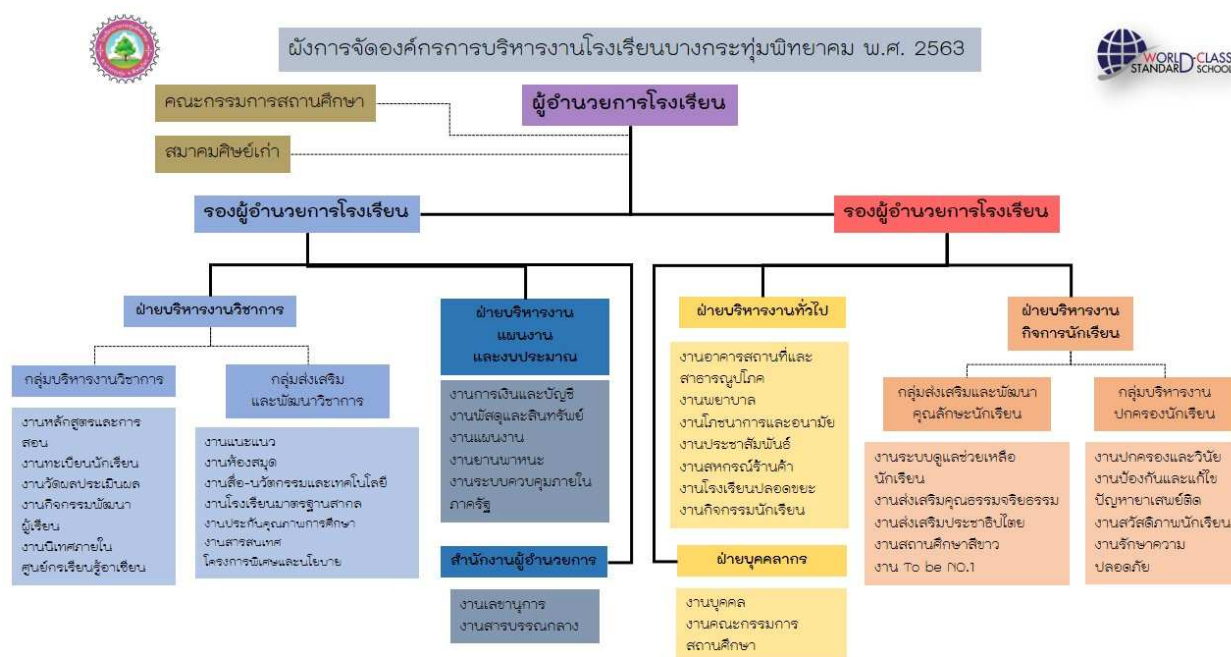 ผังการจัดองค์กรการบริหารงานโรงเรียนบางกระทุ่มพิทยาคม พ.ศ. 2563
WORLD-CLASS
STANDARD SCHOOL
คณะกรรมการสถานศึกษา
ผู้อำนวยการโรงเรียน
สมาคมศิษย์เก่า
รองผู้อำนวยการโรงเรียน
รองผู้อำนวยการโรงเรียน
ฝ่ายบริหารงานวิชาการ
กลุ่มบริหารงานวิชาการ
งานหลักสูตรและการ
สอน
งานทะเบียนนักเรียน
งานวัดผลประเมินผล
งานกิจกรรมพัฒนา
ผู้เรียน
งานนิเทศภายใน
ศูนย์การเรียนรู้อาเซียน
กลุ่มส่งเสริม
และพัฒนาวิชาการ
งานแนะแนว
งานห้องสมุด
งานสื่อ-นวัตกรรมและเทคโนโลยี
งานโรงเรียนมาตรฐานสากล
งานประกันคุณภาพการศึกษา
งานสารสนเทศ
โครงการพิเศษและนโยบาย
ฝ่ายบริหารงาน
แผนงาน
และงบประมาณ
งานการเงินและบัญชี
งานพัสดุและสินทรัพย์
งานแผนงาน
งานยานพาหนะ
งานระบบควบคุมภายใน
ภาครัฐ
สำนักงานผู้อำนวยการ
งานเลขานุการ
งานสารบรรณกลาง
ฝ่ายบริหารงานทั่วไป
งานอาคารสถานที่และ
สาธารณูปโภค
งานพยาบาล
งานโภชนาการและอนามัย
งานประชาสัมพันธ์
งานสหกรณ์ร้านค้า
งานโรงเรียนปลอดขยะ
งานกิจกรรมนักเรียน
ฝ่ายบุคคลากร
งานบุคคล
งานคณะกรรมการ
สถานศึกษา
ฝ่ายบริหารงาน
กิจการนักเรียน
กลุ่มส่งเสริมและพัฒนา
คุณลักษะนักเรียน
งานระบบดูแลช่วยเหลือ
นักเรียน
งานส่งเสริมคุณธรรมจริยธรรม
งานส่งเสริมประชาธิปไตย
งานสถานศึกษาสีขาว
งาน To be NO.1
กลุ่มบริหารงาน
ปกครองนักเรียน
งานปกครองและวินัย
งานป้องกันและแก้ไข
ปัญหายาเสพย์ติด
งานสวัสดิภาพนักเรียน
งานรักษาความ
ปลอดภัย